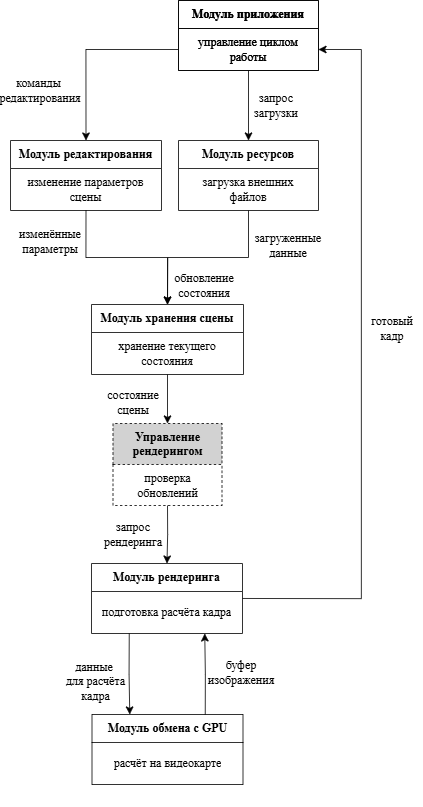 Модуль приложения
управление циклом
работы
команды
редактирования
запрос
загрузки
Модуль редактирования
изменение параметров
сцены
Модуль ресурсов
загрузка внешних
файлов
изменённые
параметры
загруженные
данные
обновление
состояния
Модуль хранения сцены
хранение текущего
состояния
готовый
кадр
состояние
сцены
Управление
рендерингом
проверка
обновлений
запрос
рендеринга
Модуль рендеринга
подготовка расчёта кадра
данные
для расчёта
кадра
буфер
изображения
Модуль обмена с GPU
расчёт на видеокарте